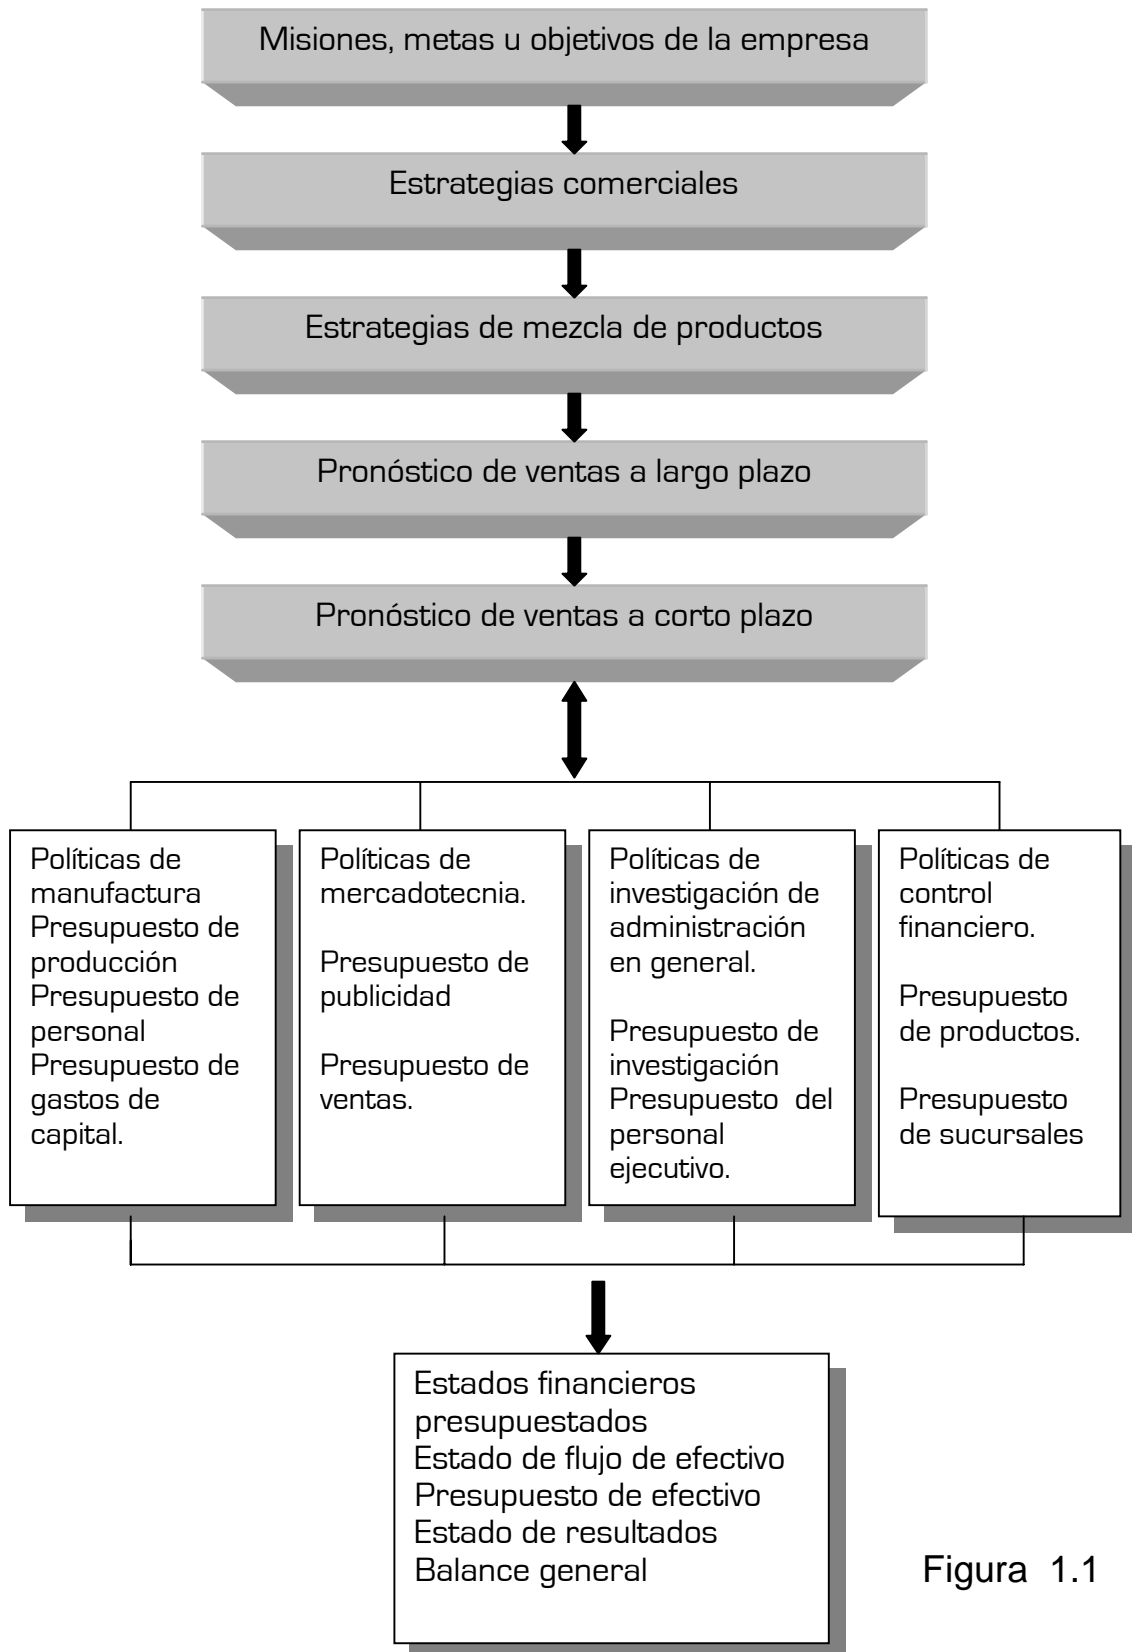 Misiones, metas u objetivos de la empresa
Estrategias comerciales
Estrategias de mezcla de productos
Pronóstico de ventas a largo plazo
Pronóstico de ventas a corto plazo
Políticas de
manufactura
Presupuesto de
producción
Presupuesto de
personal
Presupuesto de
gastos de
capital.
Políticas de
mercadotecnia.
Presupuesto de
publicidad
Presupuesto de
ventas.
Políticas de
investigación de
administración
en general.
Presupuesto de
investigación
Presupuesto del
personal
ejecutivo.
Políticas de
control
financiero.
Presupuesto
de productos.
Presupuesto
de sucursales
Estados financieros
presupuestados
Estado de flujo de efectivo
Presupuesto de efectivo
Estado de resultados
Balance general
Figura 1.1